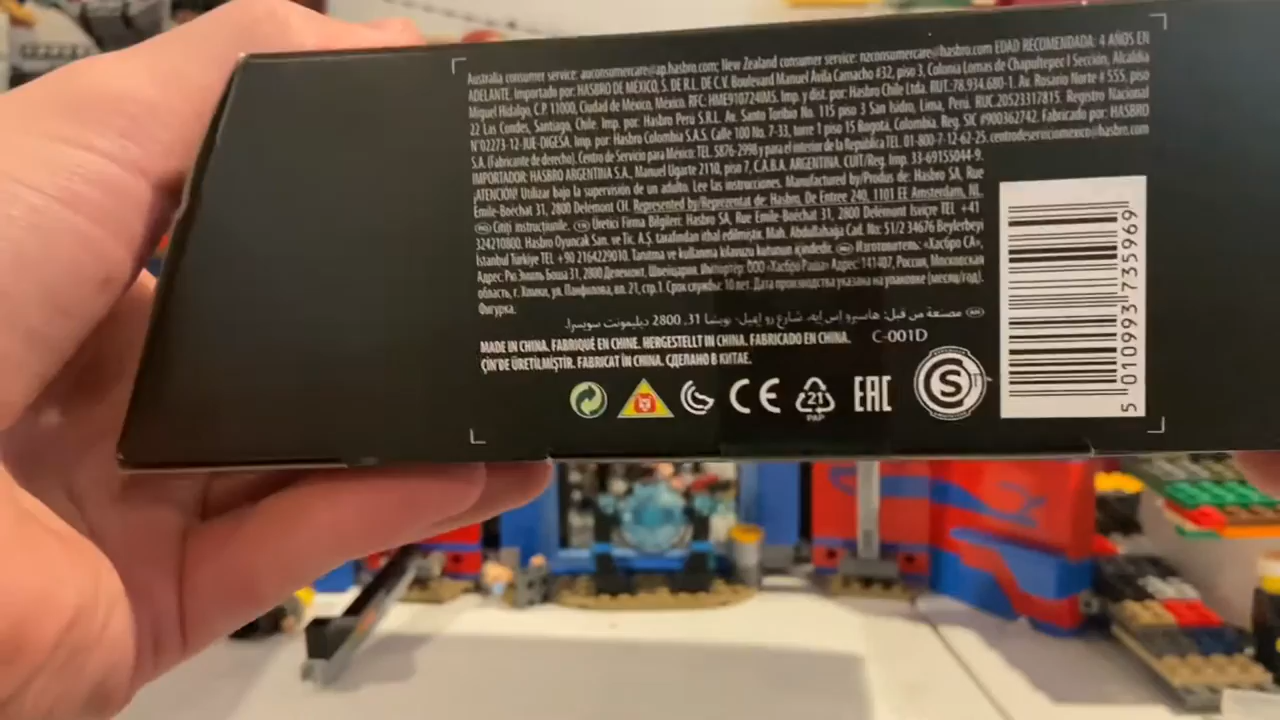 Australia consumer service: auconsumercare@ap.hasbro.com; New Zealand consumer service: nzconsumercare@hasbro.com EDAD RECOMENDADA: 4 AÑOS EN
ADELANTE. Importado por: HASBRO DE MÉXICO, S. DE R.L. DE C.V. Boulevard Manuel Ávila Camacho #32, piso 3, Colonia Lomas de Chapultepec I Sección, Alcaldía
Miguel Hidalgo, C.P. 11000, Ciudad de México, México. RFC: HME910724 Imp. y dist. por: Hasbro Chile Ltda. RUT.:78.934.680-1. Av. Rosario Norte # 555, piso
22 Las Condes, Santiago, Chile. Imp. por: Hasbro Perú S.R.L. Av. Santo Toribio No. 115 piso 3 San Isidro, Lima, Perú. RUC.20523317815. Registro Nacional
N°02273-12-JUE-DIGESA. Imp. por: Hasbro Colombia S.A.S. Calle 100 No. 7-33, torre 1 piso 15 Bogotá, Colombia. Reg. SIC #900362742. Fabricado por: HASBRO
S.A. (Fabricante de derecho). Centro de Servicio para México: TEL. 5876-2998 y para el interior de la República TEL. 01-800-7-12-62-25. centrodeserviciomexico@hasbro.com
IMPORTADOR: HASBRO ARGENTINA S.A., Manuel Ugarte 2110, piso 7, C.A.B.A. ARGENTINA. CUIT/Reg. Imp. 33-69155044-9.
¡ATENCIÓN! Utilizar bajo la supervisión de un adulto. Lee las instrucciones. Manufactured by/Produs de: Hasbro SA, Rue
Emile-Boéchat 31, 2800 Delémont CH. Represented by/Reprezentat de: Hasbro, De Entree 240, 1101 EE Amsterdam, NL.
Citiți instrucțiunile. Üretici Firma Bilgileri: Hasbro SA, Rue Emile-Boéchat 31, 2800 Delémont İsviçre TEL +41
324210800. Hasbro Oyuncak San. ve Tic. A.Ş. tarafından ithal edilmiştir. Mah. Abdullahağa Cad. No: 51/2 34676 Beylerbeyi
İstanbul Türkiye TEL +90 2164229010. Tanıtma ve kullanma kılavuzu kutunun içindedir. Изготовитель: «Хасбро СА»,
Адрес: Рю Эмиль Боша 31, 2800 Делемонт, Швейцария. Импортер: ООО «Хасбро Раша» Адрес: 141407, Россия, Московская
область, г. Химки, ул. Панфилова, вл. 21, стр.1. Срок службы: 10 лет. Дата производства указана на упаковке (месяц/год).
Фигурка.
مصنعة من قبل: هاسبرو إس إيه، شارع رو إميل- بويشا 31، 2800 ديليمونت سويسرا.
MADE IN CHINA. FABRIQUÉ EN CHINE. HERGESTELLT IN CHINA. FABRICADO EN CHINA. C-001D
ÇİN'DE ÜRETİLMİŞTİR. FABRICAT ÎN CHINA. СДЕЛАНО В КИТАЕ.
CE 21 PAP EAC S
5 010993 735969